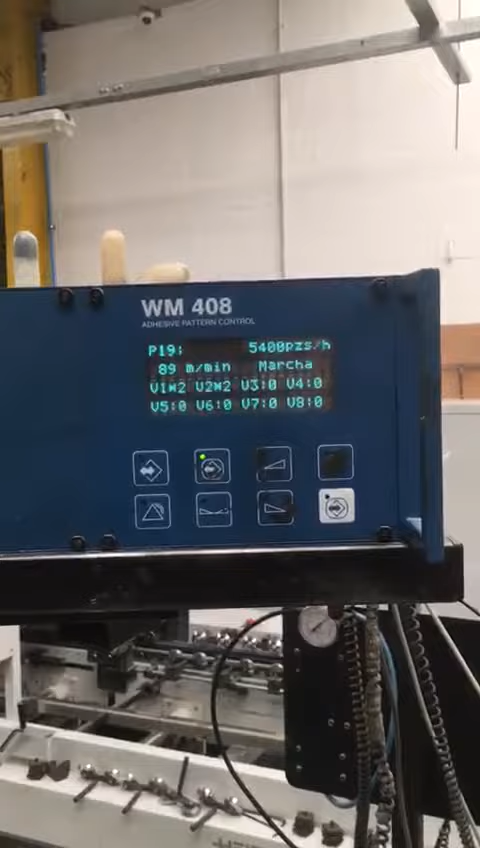 WM 408
ADHESIVE PATTERN CONTROL
P19: 5400pzs/h
89 m/min Marcha
V1*2 V2*2 V3:0 V4:0
V5:0 V6:0 V7:0 V8:0